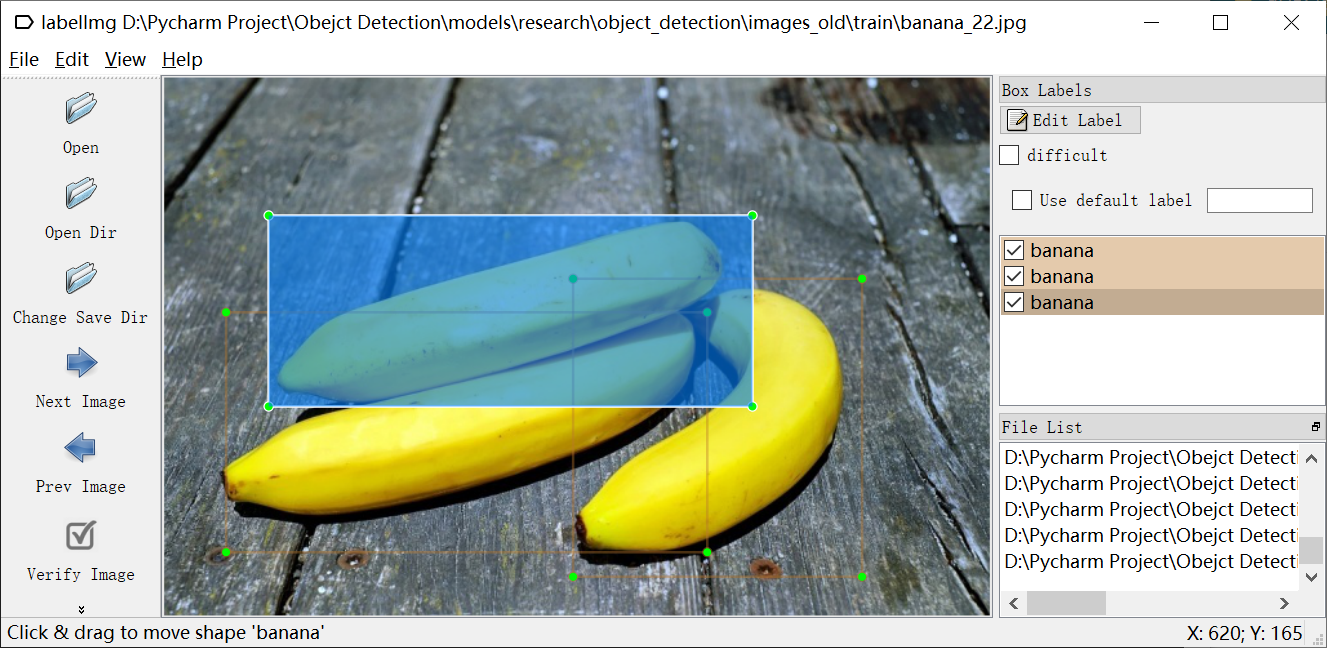 labelImg D:\Pycharm Project\Obejct Detection\models\research\object_detection\images_old\train\banana_22.jpg
File Edit View Help
Open
Open Dir
Change Save Dir
Next Image
Prev Image
Verify Image
Box Labels
Edit Label
difficult
Use default label
banana
banana
banana
File List
D:\Pycharm Project\Obejct Detecti
D:\Pycharm Project\Obejct Detecti
D:\Pycharm Project\Obejct Detecti
D:\Pycharm Project\Obejct Detecti
D:\Pycharm Project\Obejct Detecti
Click & drag to move shape 'banana'
X: 620; Y: 165